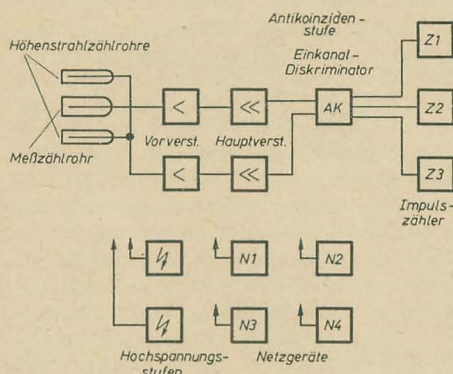 Antikoinziden-
stufe
Z1
Höhenstrahlzählrohre
Einkanal-
Diskriminator
<
<<
AK
Z2
Vorverst.
Hauptverst.
Meßzählrohr
<
<<
Z3
Impuls-
zähler
N1
N2
N3
N4
Hochspannungs-
stufen
Netzgeräte